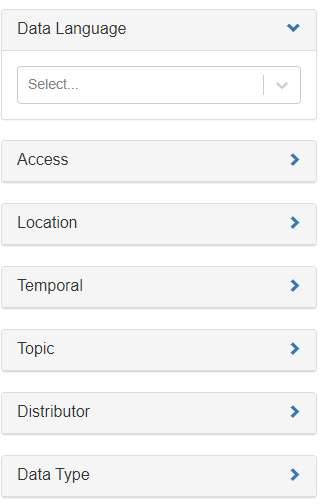 Data Language
Select...
Access
Location
Temporal
Topic
Distributor
Data Type